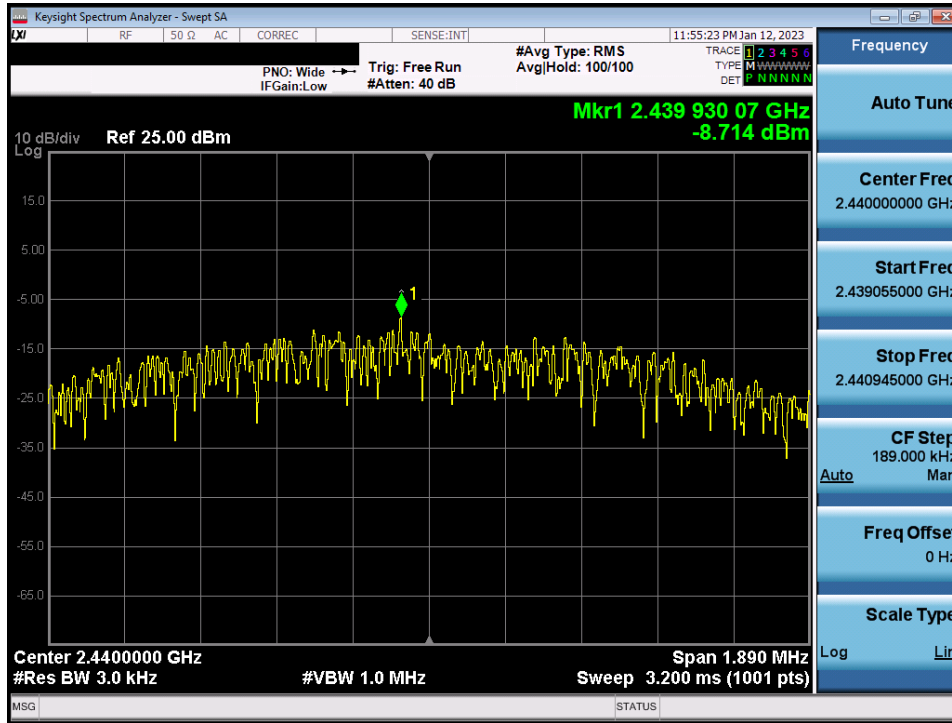 Keysight Spectrum Analyzer - Swept SA
LXI RF 50 Ω AC CORREC SENSE:INT 11:55:23 PM Jan 12, 2023
PNO: Wide Trig: Free Run #Avg Type: RMS TRACE 1 2 3 4 5 6
IFGain:Low #Atten: 40 dB Avg|Hold: 100/100 TYPE M W W W W W
DET P N N N N N
Mkr1 2.439 930 07 GHz
-8.714 dBm
10 dB/div Ref 25.00 dBm
Log
1
15.0
5.00
-5.00
-15.0
-25.0
-35.0
-45.0
-55.0
-65.0
Center 2.4400000 GHz Span 1.890 MHz
#Res BW 3.0 kHz #VBW 1.0 MHz Sweep 3.200 ms (1001 pts)
MSG STATUS
Frequency
Auto Tune
Center Freq
2.440000000 GHz
Start Freq
2.439055000 GHz
Stop Freq
2.440945000 GHz
CF Step
189.000 kHz
Auto Man
Freq Offset
0 Hz
Scale Type
Log Lin